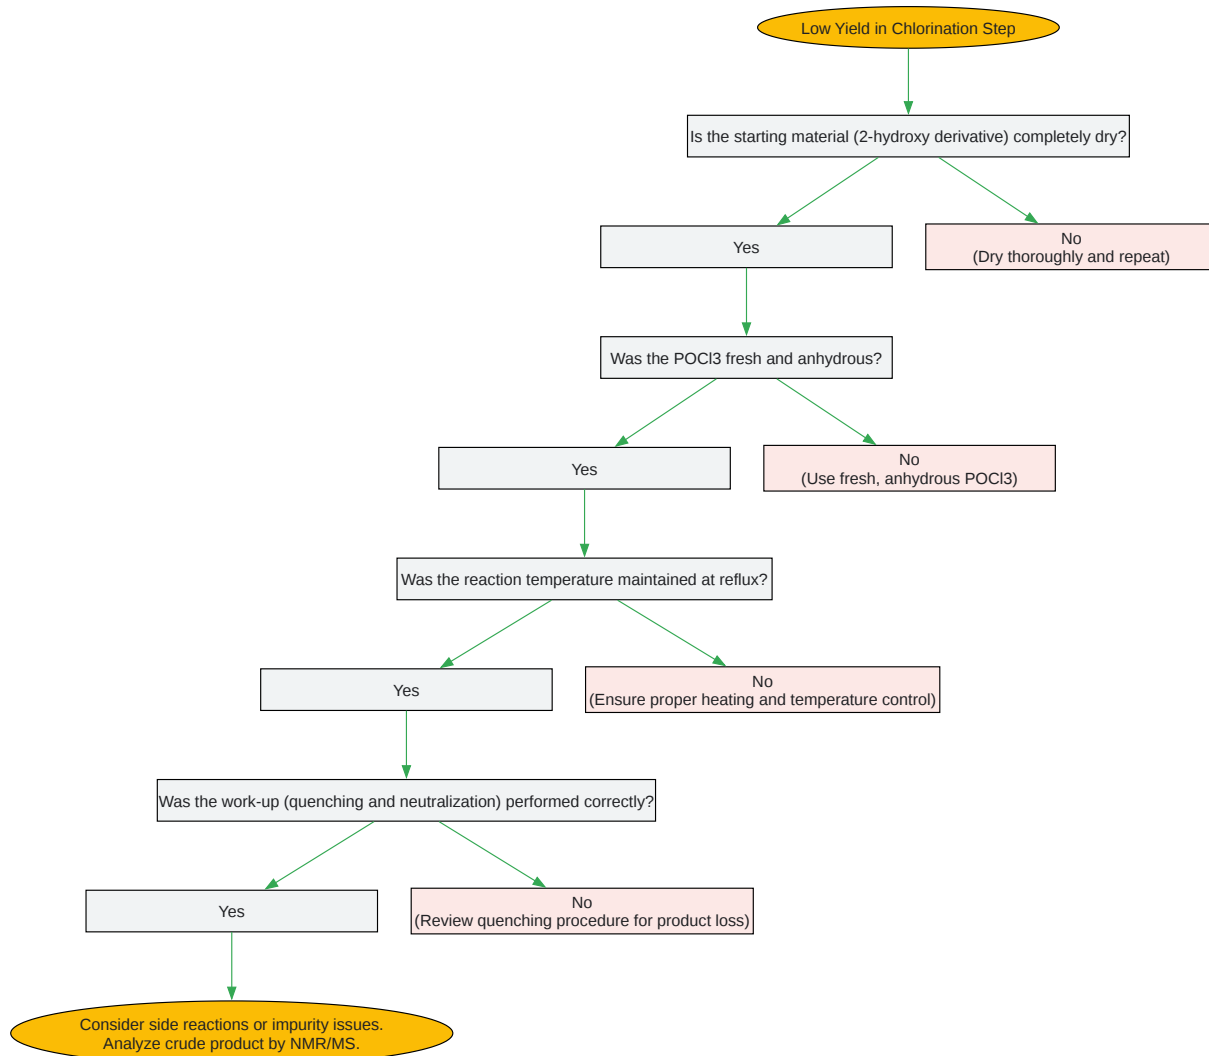 Low Yield in Chlorination Step
Is the starting material (2-hydroxy derivative) completely dry?
Yes
No
(Dry thoroughly and repeat)
Was the POCl3 fresh and anhydrous?
Yes
No
(Use fresh, anhydrous POCl3)
Was the reaction temperature maintained at reflux?
Yes
No
(Ensure proper heating and temperature control)
Was the work-up (quenching and neutralization) performed correctly?
Yes
No
(Review quenching procedure for product loss)
Consider side reactions or impurity issues.
Analyze crude product by NMR/MS.